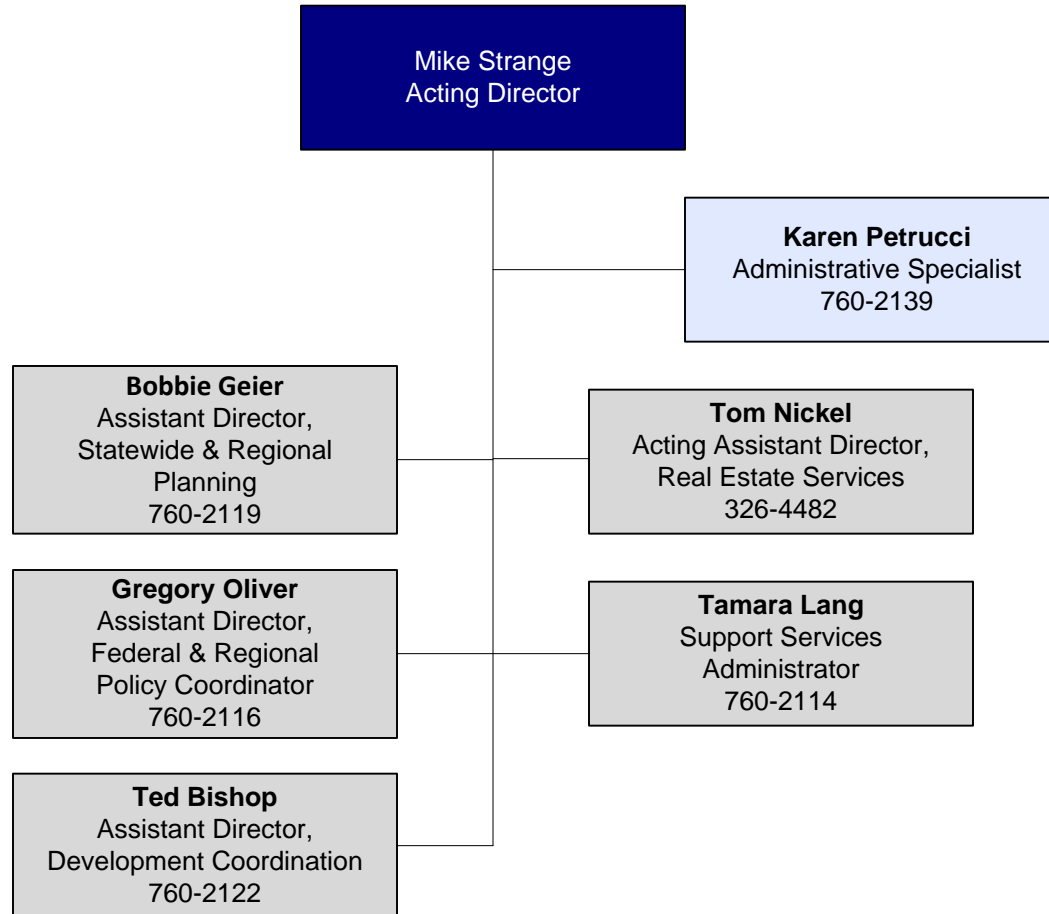 Mike Strange
Acting Director
Karen Petrucci
Administrative Specialist
760-2139
Bobbie Geier
Assistant Director,
Statewide & Regional
Planning
760-2119
Tom Nickel
Acting Assistant Director,
Real Estate Services
326-4482
Gregory Oliver
Assistant Director,
Federal & Regional
Policy Coordinator
760-2116
Tamara Lang
Support Services
Administrator
760-2114
Ted Bishop
Assistant Director,
Development Coordination
760-2122